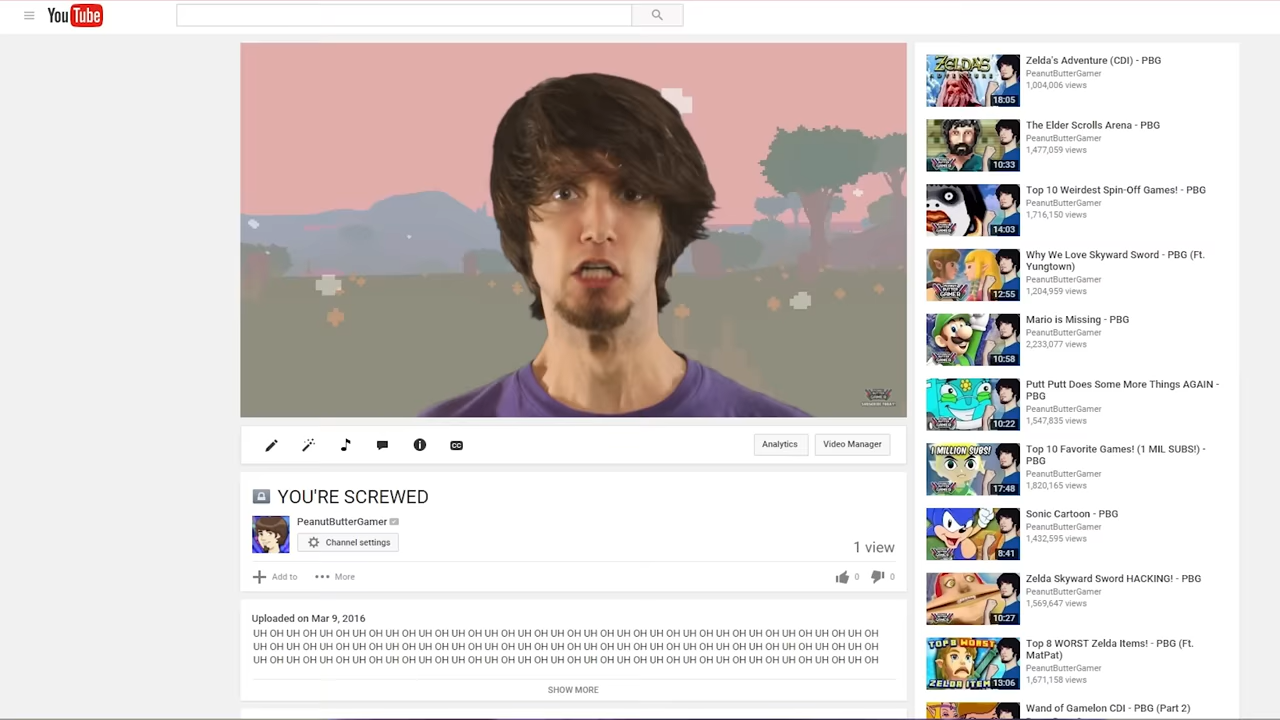 YouTube
ZELDA'S
ADVENTURE
18:05
Zelda's Adventure (CDI) - PBG
PeanutButterGamer
1,004,006 views
10:33
The Elder Scrolls Arena - PBG
PeanutButterGamer
1,477,059 views
14:03
Top 10 Weirdest Spin-Off Games! - PBG
PeanutButterGamer
1,716,150 views
12:55
Why We Love Skyward Sword - PBG (Ft.
Yungtown)
PeanutButterGamer
1,204,959 views
10:58
Mario is Missing - PBG
PeanutButterGamer
2,233,077 views
10:22
Putt Putt Does Some More Things AGAIN -
PBG
PeanutButterGamer
1,547,835 views
1 MILLION SUBS!
17:48
Top 10 Favorite Games! (1 MIL SUBS!) -
PBG
PeanutButterGamer
1,820,165 views
8:41
Sonic Cartoon - PBG
PeanutButterGamer
1,432,595 views
10:27
Zelda Skyward Sword HACKING! - PBG
PeanutButterGamer
1,569,647 views
TOP 8 WORST
ZELDA ITEM
13:06
Top 8 WORST Zelda Items! - PBG (Ft.
MatPat)
PeanutButterGamer
1,671,158 views
Wand of Gamelon CDI - PBG (Part 2)
CC
Analytics
Video Manager
YOU'RE SCREWED
PeanutButterGamer
Channel settings
1 view
Add to
More
0
0
Uploaded on Mar 9, 2016
UH OH UH OH UH OH UH OH UH OH UH OH UH OH UH OH UH OH UH OH UH OH UH OH UH OH UH OH UH OH UH OH UH OH UH OH UH OH
UH OH UH OH UH OH UH OH UH OH UH OH UH OH UH OH UH OH UH OH UH OH UH OH UH OH UH OH UH OH UH OH UH OH UH OH UH OH
UH OH UH OH UH OH UH OH UH OH UH OH UH OH UH OH UH OH UH OH UH OH UH OH UH OH UH OH UH OH UH OH UH OH UH OH UH OH
SHOW MORE